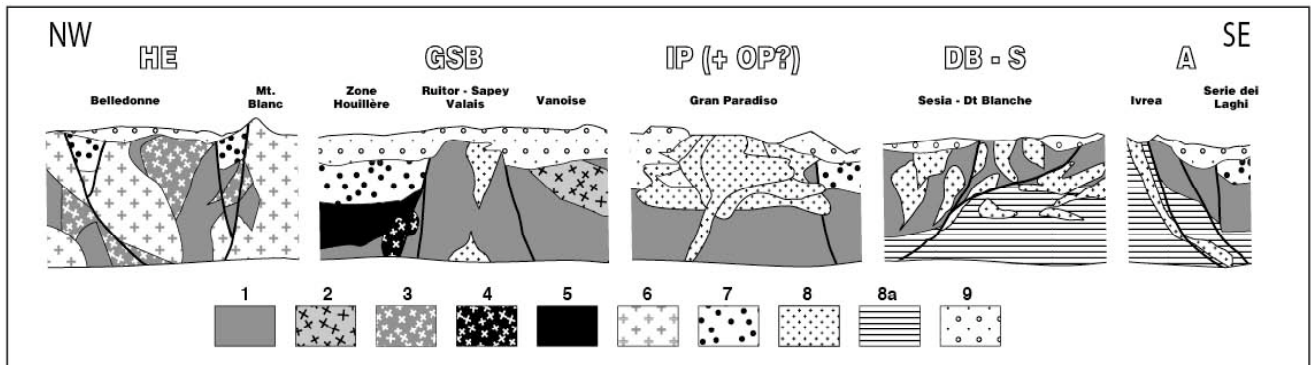 NW
SE
HE
GSB
IP (+ OP?)
DB - S
A
Belledonne
Mt.
Blanc
Zone
Houillère
Ruitor - Sapey
Valais
Vanoise
Gran Paradiso
Sesia - Dt Blanche
Ivrea
Serie dei
Laghi
1 2 3 4 5 6 7 8 8a 9